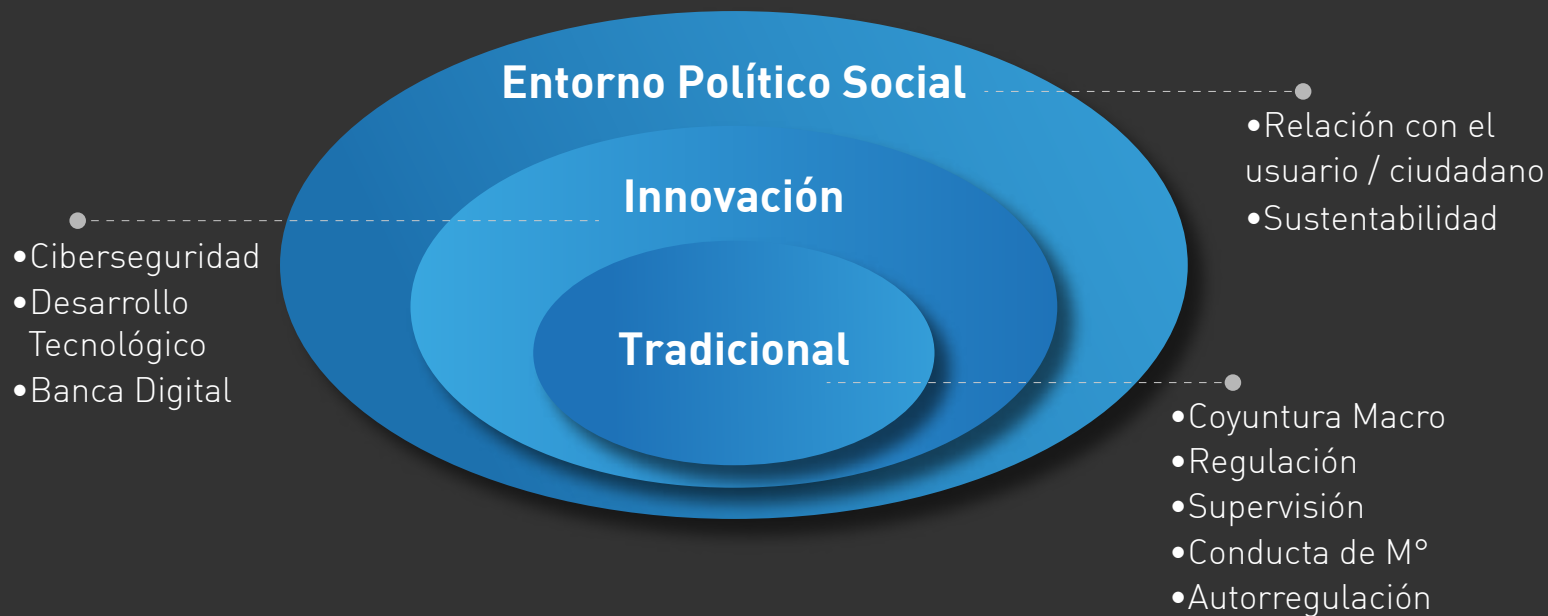 Entorno Político Social
•Relación con el
usuario / ciudadano
•Sustentabilidad
Innovación
•Ciberseguridad
•Desarrollo
Tecnológico
•Banca Digital
Tradicional
•Coyuntura Macro
•Regulación
•Supervisión
•Conducta de M°
•Autorregulación